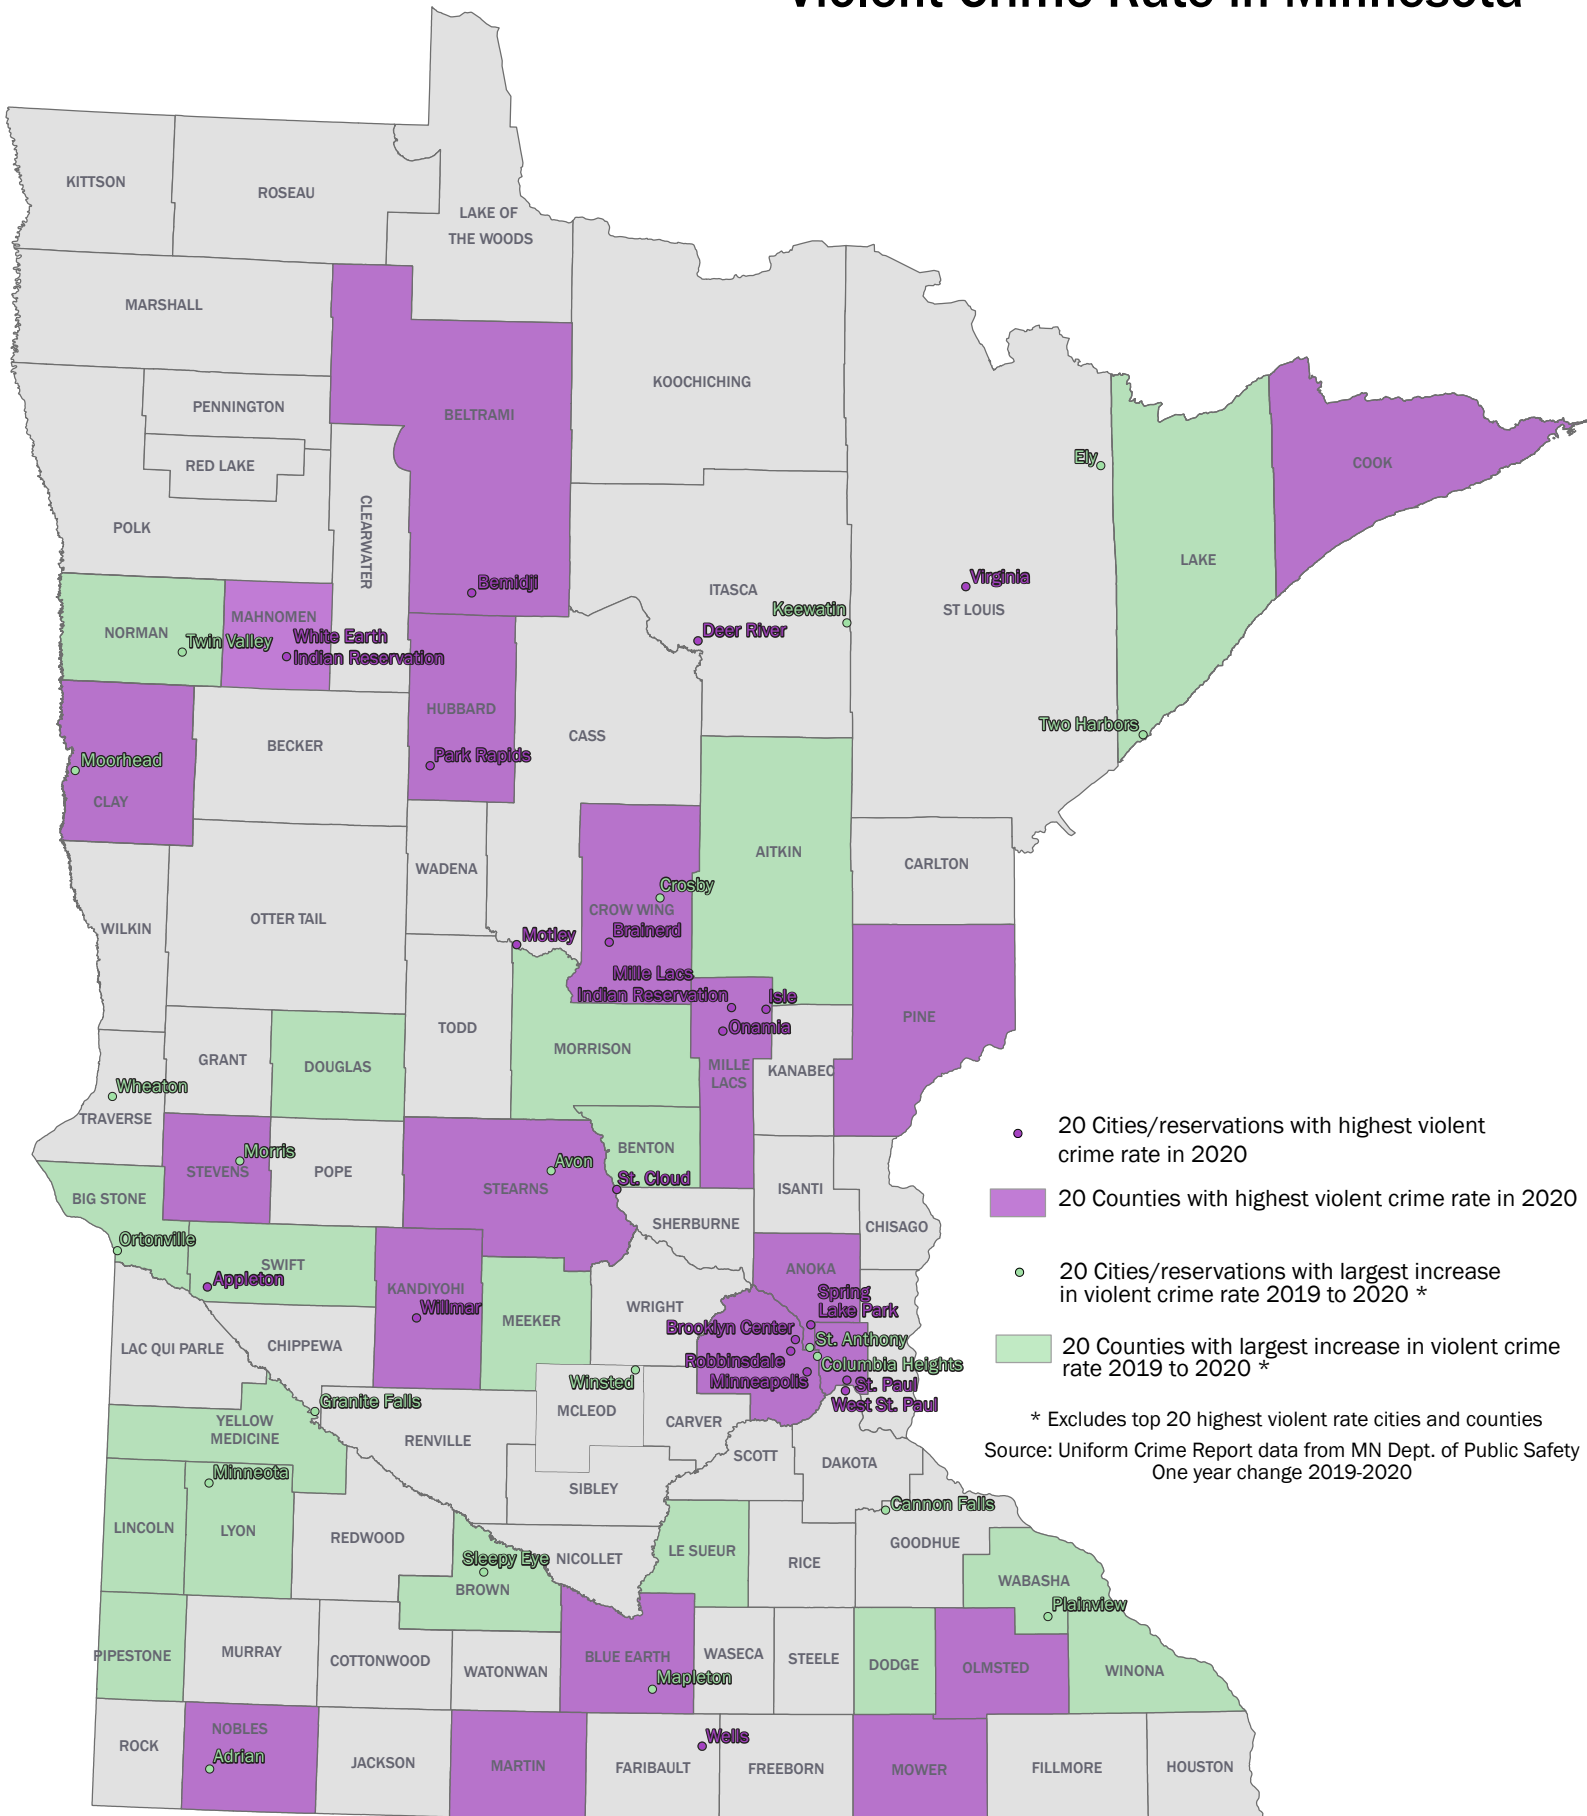 Violent Crime Rate in Minnesota
KITTSON
ROSEAU
LAKE OF
THE WOODS
MARSHALL
KOOCHICHING
PENNINGTON
BELTRAMI
RED LAKE
Ely
COOK
CLEARWATER
POLK
LAKE
Bemidji
Virginia
ITASCA
ST LOUIS
Keewatin
MAHNOMEN
NORMAN
Twin Valley
White Earth
Indian Reservation
Deer River
HUBBARD
Two Harbors
CASS
BECKER
Park Rapids
Moorhead
CLAY
AITKIN
CARLTON
WADENA
Crosby
CROW WING
OTTER TAIL
WILKIN
Brainerd
Motley
Mille Lacs
Indian Reservation
Isle
PINE
TODD
Onamia
MORRISON
GRANT
DOUGLAS
MILLE
LACS
KANABEC
Wheaton
TRAVERSE
20 Cities/reservations with highest violent
crime rate in 2020
BENTON
Morris
STEVENS
POPE
Avon
STEARNS
St. Cloud
ISANTI
BIG STONE
20 Counties with highest violent crime rate in 2020
SHERBURNE
CHISAGO
Ortonville
SWIFT
ANOKA
20 Cities/reservations with largest increase
in violent crime rate 2019 to 2020 *
Appleton
KANDIYOHI
Willmar
Spring
Lake Park
WRIGHT
MEEKER
Brooklyn Center
St. Anthony
LAC QUI PARLE
CHIPPEWA
20 Counties with largest increase in violent crime
rate 2019 to 2020 *
Robbinsdale
Columbia Heights
Winsted
Minneapolis
St. Paul
West St. Paul
Granite Falls
MCLEOD
CARVER
* Excludes top 20 highest violent rate cities and counties
YELLOW
MEDICINE
RENVILLE
Source: Uniform Crime Report data from MN Dept. of Public Safety
One year change 2019-2020
SCOTT
DAKOTA
Minneota
SIBLEY
Cannon Falls
LINCOLN
LYON
REDWOOD
GOODHUE
LE SUEUR
Sleepy Eye
NICOLLET
RICE
BROWN
WABASHA
Plainview
PIPESTONE
MURRAY
COTTONWOOD
WATONWAN
BLUE EARTH
WASECA
STEELE
DODGE
OLMSTED
WINONA
Mapleton
NOBLES
Wells
ROCK
Adrian
JACKSON
MARTIN
FARIBAULT
FREEBORN
MOWER
FILLMORE
HOUSTON